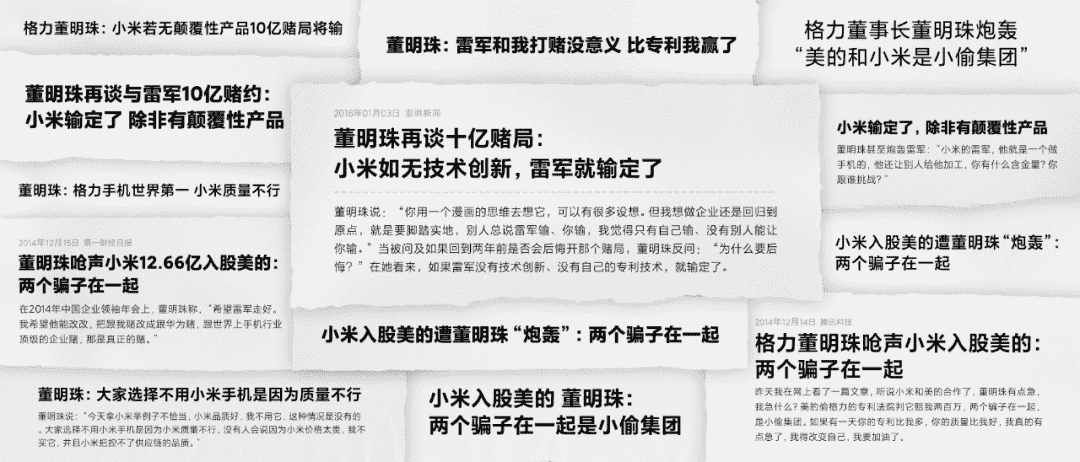 格力董明珠：小米若无颠覆性产品10亿赌局将输
董明珠：雷军和我打赌没意义 比专利我赢了
格力董事长董明珠炮轰
“美的和小米是小偷集团”
董明珠再谈与雷军10亿赌约：
小米输定了 除非有颠覆性产品
2016年01月03日 澎湃新闻
董明珠再谈十亿赌局：
小米如无技术创新，雷军就输定了
董明珠说：“你用一个漫画的思维去想它，可以有很多设想。但我想做企业还是回归到
原点，就是要脚踏实地，别人总说雷军输、你输，我觉得只有自己输、没有别人能让
你输。”当被问及如果回到两年前是否会后悔开那个赌局，董明珠反问：“为什么要后
悔？”在她看来，如果雷军没有技术创新、没有自己的专利技术，就输定了。
小米输定了，除非有颠覆性产品
董明珠甚至炮轰雷军：“小米的雷军，他就是一个做
手机的，他还让别人给他加工，你有什么含金量？你
跟谁挑战？”
董明珠：格力手机世界第一 小米质量不行
小米入股美的遭董明珠“炮轰”：
两个骗子在一起
2014年12月15日 第一财经日报
董明珠呛声小米12.66亿入股美的：
两个骗子在一起
在2014年中国企业领袖年会上，董明珠称，“希望雷军走好。
我希望他能改改，把跟我赌改成跟华为赌，跟世界上手机行业
顶级的企业赌，那是真正的赌。”
小米入股美的遭董明珠“炮轰”：两个骗子在一起
2014年12月14日 腾讯科技
格力董明珠呛声小米入股美的：
两个骗子在一起
昨天我在网上看了一篇文章，听说小米和美的合作了，董明珠有点急，
我急什么？美的偷格力的专利法院判它赔我两百万，两个骗子在一起，
是小偷集团。如果有一天你的专利比我多，你的质量比我好，我真的有
点急了，我得改变自己，我要加油了。
董明珠：大家选择不用小米手机是因为质量不行
董明珠说：“今天拿小米举例子不恰当，小米品质好，我不用它，这种情况是没有的
。大家选择不用小米手机是因为小米质量不行，没有人会说因为小米价格太贵，我不
买它，并且小米把控不了供应链的品质。”
小米入股美的 董明珠：
两个骗子在一起是小偷集团